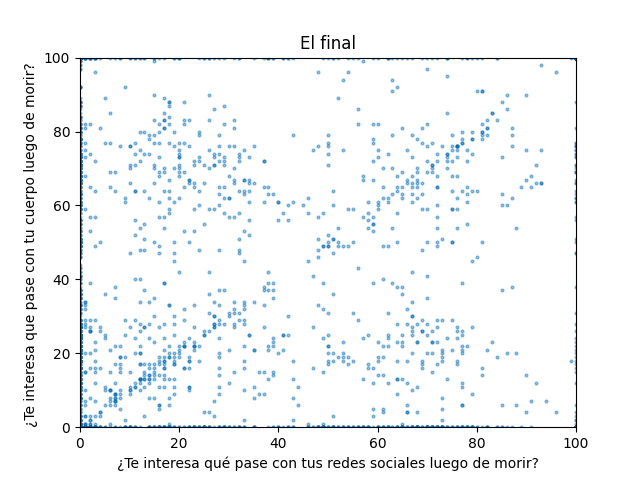 El final
¿Te interesa que pase con tu cuerpo luego de morir?
100
80
60
40
20
0
0 20 40 60 80 100
¿Te interesa qué pase con tus redes sociales luego de morir?